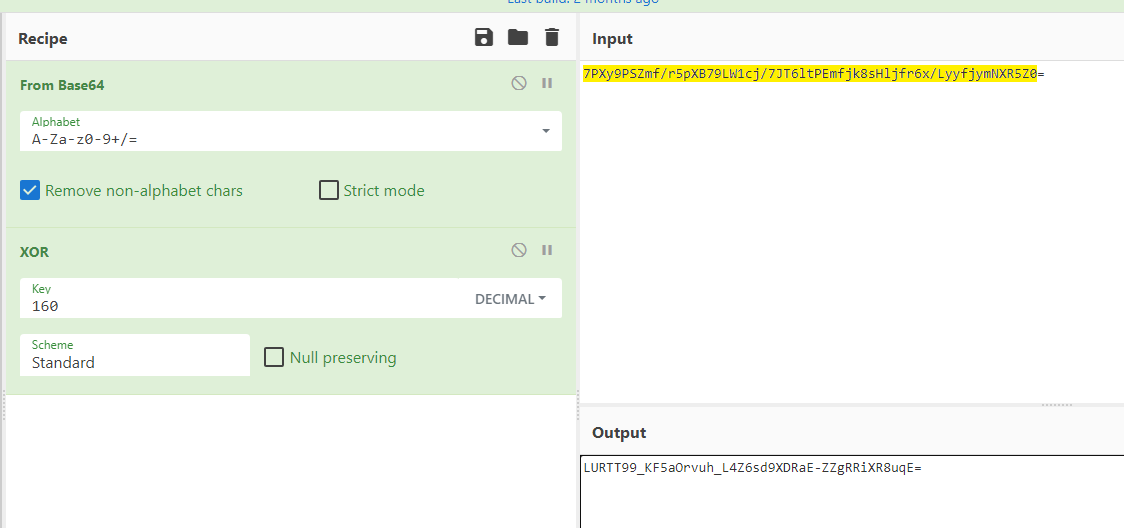 Last build: 2 months ago
Recipe
Input
From Base64
Alphabet
A-Za-z0-9+/=
Remove non-alphabet chars
Strict mode
XOR
Key
160
DECIMAL
Scheme
Standard
Null preserving
7PXy9PSZmf/r5pXB79LW1cj/7JT6ltPEmfjk8sHljfr6x/LyyfjymNXR5Z0=
Output
LURTT99_KF5aOrvuh_L4Z6sd9XDRaE-ZZgRRiXR8uqE=